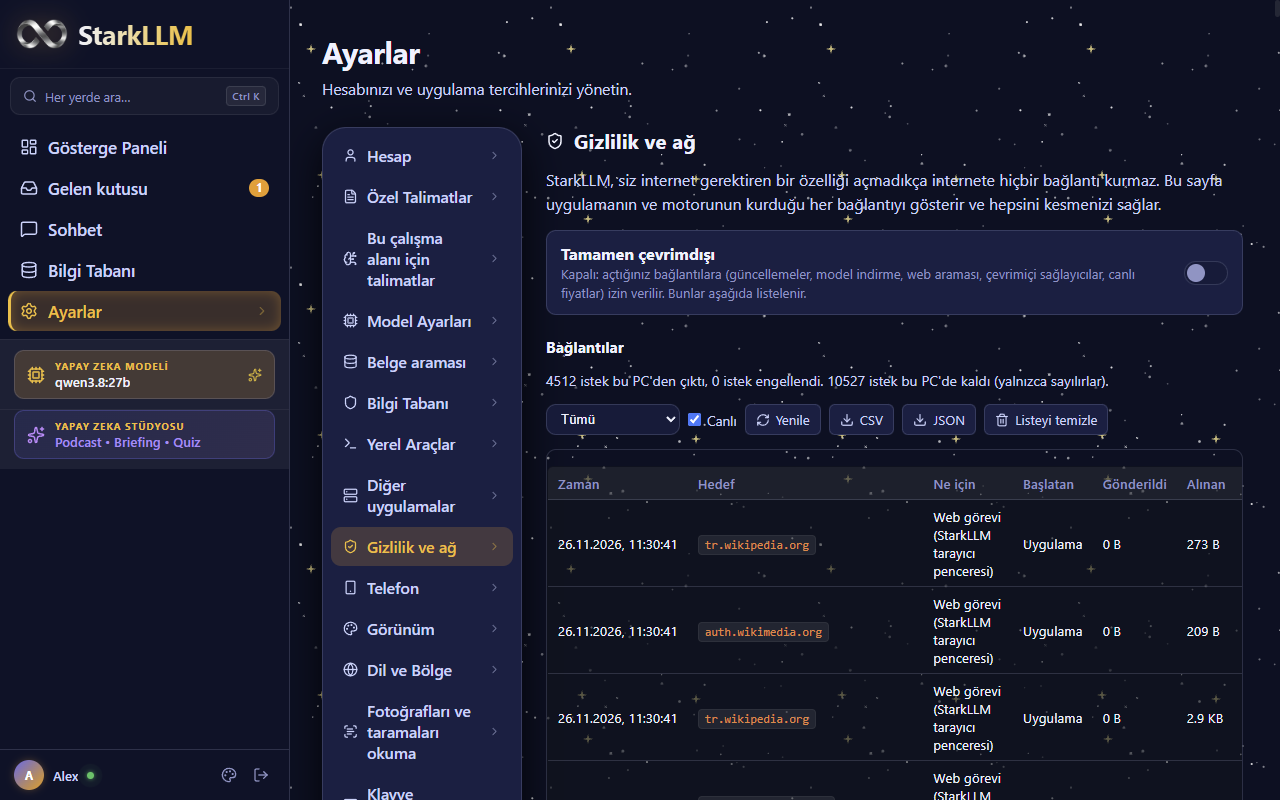 StarkLLM
Her yerde ara...
Ctrl K
Gösterge Paneli
Gelen kutusu
1
Sohbet
Bilgi Tabanı
Ayarlar
YAPAY ZEKA MODELİ
qwen3.8:27b
YAPAY ZEKA STÜDYOSU
Podcast • Briefing • Quiz
A
Alex
Ayarlar
Hesabınızı ve uygulama tercihlerinizi yönetin.
Hesap
Özel Talimatlar
Bu çalışma
alanı için
talimatlar
Model Ayarları
Belge araması
Bilgi Tabanı
Yerel Araçlar
Diğer
uygulamalar
Gizlilik ve ağ
Telefon
Görünüm
Dil ve Bölge
Fotoğrafları ve
taramaları
okuma
Klavye
Gizlilik ve ağ
StarkLLM, siz internet gerektiren bir özelliği açmadıkça internete hiçbir bağlantı kurmaz. Bu sayfa
uygulamanın ve motorunun kurduğu her bağlantıyı gösterir ve hepsini kesmenizi sağlar.
Tamamen çevrimdışı
Kapalı: açtığınız bağlantılara (güncellemeler, model indirme, web araması, çevrimiçi sağlayıcılar, canlı
fiyatlar) izin verilir. Bunlar aşağıda listelenir.
Bağlantılar
4512 istek bu PC'den çıktı, 0 istek engellendi. 10527 istek bu PC'de kaldı (yalnızca sayılırlar).
Tümü
Canlı
Yenile
CSV
JSON
Listeyi temizle
Zaman Hedef Ne için Başlatan Gönderildi Alınan
26.11.2026, 11:30:41 tr.wikipedia.org Web görevi
(StarkLLM
tarayıcı
penceresi) Uygulama 0 B 273 B
26.11.2026, 11:30:41 auth.wikimedia.org Web görevi
(StarkLLM
tarayıcı
penceresi) Uygulama 0 B 209 B
26.11.2026, 11:30:41 tr.wikipedia.org Web görevi
(StarkLLM
tarayıcı
penceresi) Uygulama 0 B 2.9 KB
Web görevi
(StarkLLM